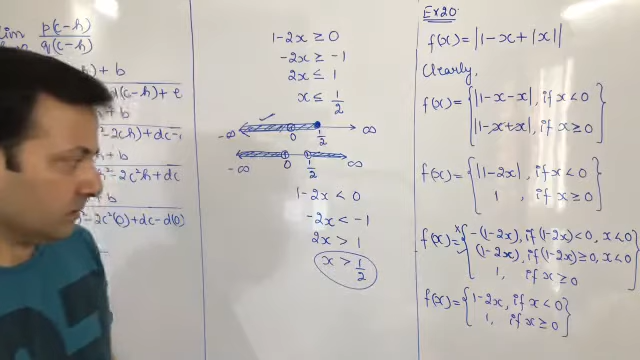 lim p(c-h)
q(c-h)
h) + b
d(c-h) + e
h + b
-2ch) + dc-
h + b
-2c²h + dc
+ b
-2c²(0) + dc - d(0)
1-2x ≥ 0
-2x ≥ -1
2x ≤ 1
x ≤ 1/2
✓
-∞ 0 1/2 ∞
-∞ 0 1/2 ∞
1-2x < 0
-2x < -1
2x > 1
x > 1/2
Ex20:
f(x) = |1-x+|x||
Clearly,
f(x) = { |1-x-x|, if x<0
|1-x+x|, if x≥0 }
f(x) = { |1-2x|, if x<0
1, if x≥0 }
f(x) = { x -(1-2x), if (1-2x)<0, x<0
✓ (1-2x), if (1-2x)≥0, x<0
1, if x≥0 }
f(x) = { 1-2x, if x<0
1, if x≥0 }